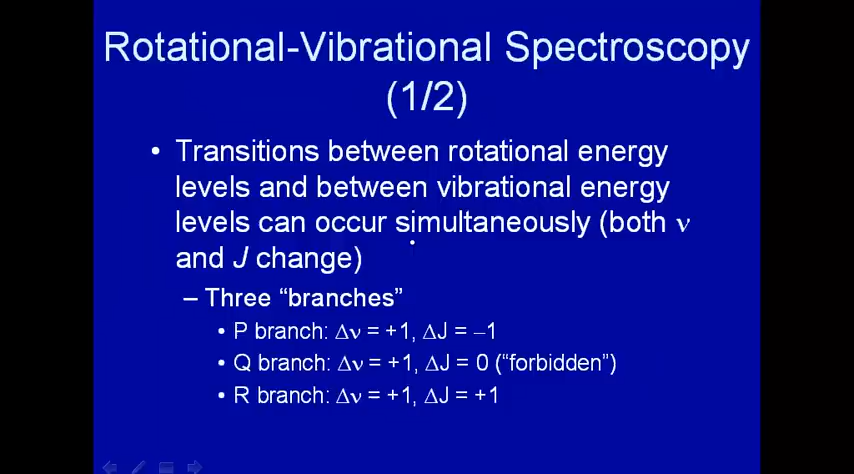 Rotational-Vibrational Spectroscopy
(1/2)
• Transitions between rotational energy
levels and between vibrational energy
levels can occur simultaneously (both ν
and J change)
– Three “branches”
• P branch: Δν = +1, ΔJ = –1
• Q branch: Δν = +1, ΔJ = 0 (“forbidden”)
• R branch: Δν = +1, ΔJ = +1